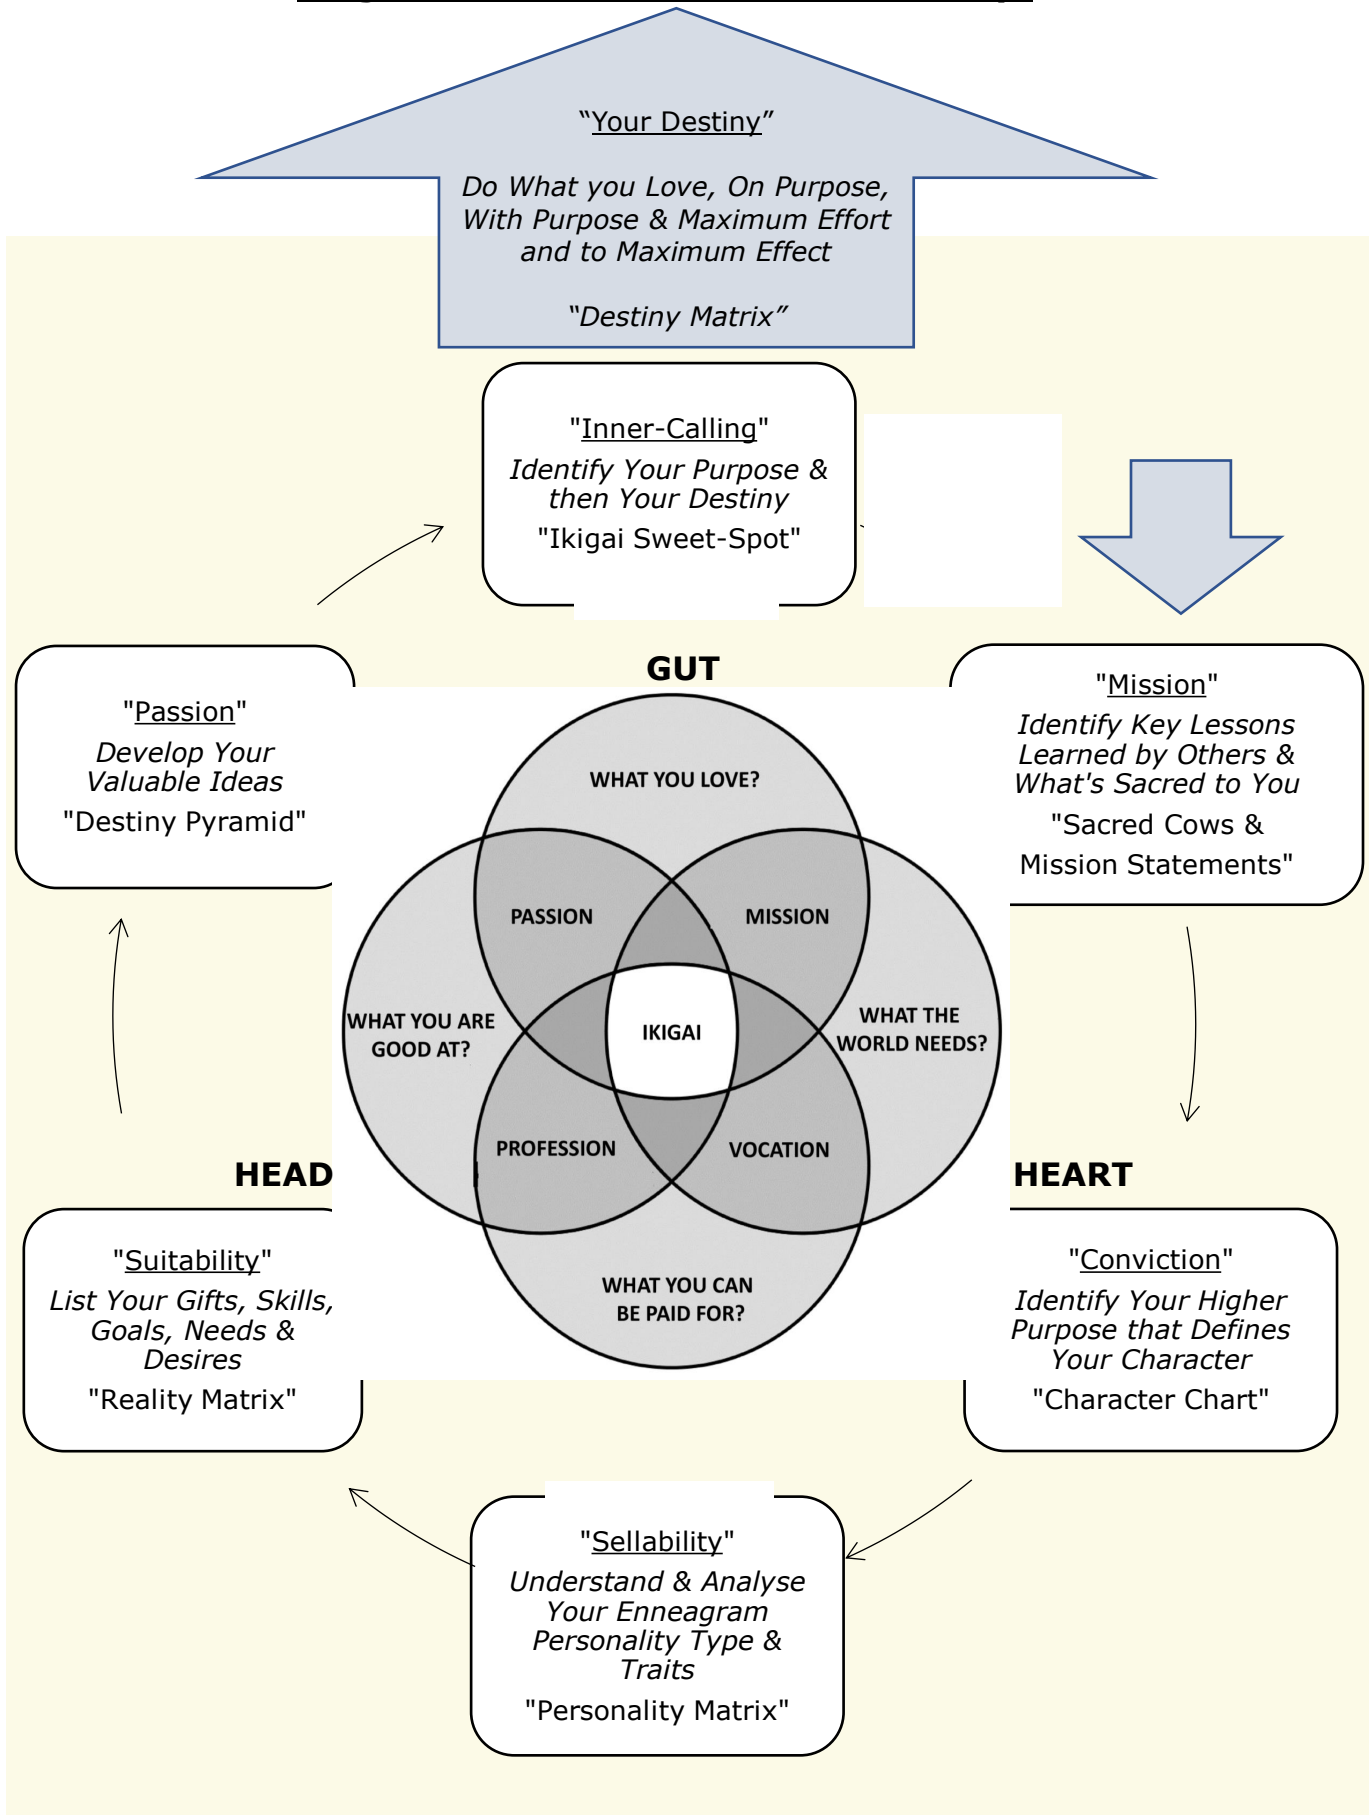 “Your Destiny”
Do What you Love, On Purpose,
With Purpose & Maximum Effort
and to Maximum Effect
“Destiny Matrix”
"Inner-Calling"
Identify Your Purpose &
then Your Destiny
"Ikigai Sweet-Spot"
GUT
"Mission"
Identify Key Lessons
Learned by Others &
What's Sacred to You
"Sacred Cows &
Mission Statements"
"Passion"
Develop Your
Valuable Ideas
"Destiny Pyramid"
WHAT YOU LOVE?
PASSION
MISSION
WHAT YOU ARE
GOOD AT?
IKIGAI
WHAT THE
WORLD NEEDS?
PROFESSION
VOCATION
WHAT YOU CAN
BE PAID FOR?
HEAD
HEART
"Suitability"
List Your Gifts, Skills,
Goals, Needs &
Desires
"Reality Matrix"
"Conviction"
Identify Your Higher
Purpose that Defines
Your Character
"Character Chart"
"Sellability"
Understand & Analyse
Your Enneagram
Personality Type &
Traits
"Personality Matrix"